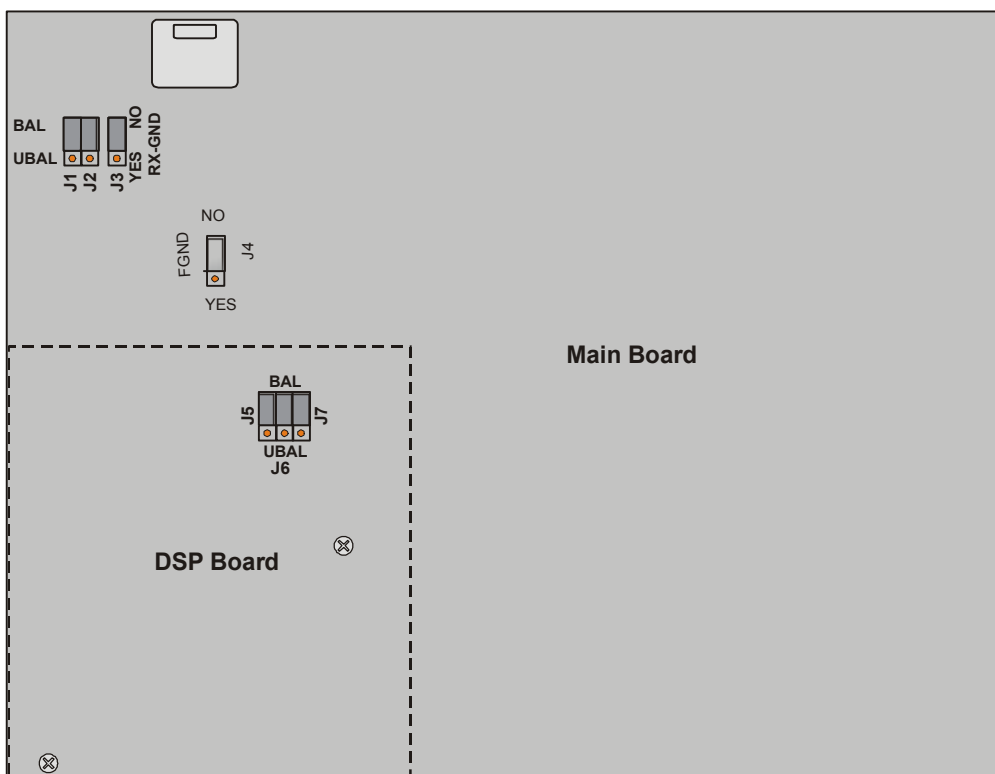 BAL
UBAL
J1
J2
J3
YES NO
RX-GND
NO
FGND
J4
YES
Main Board
BAL
J5
J7
UBAL
J6
DSP Board